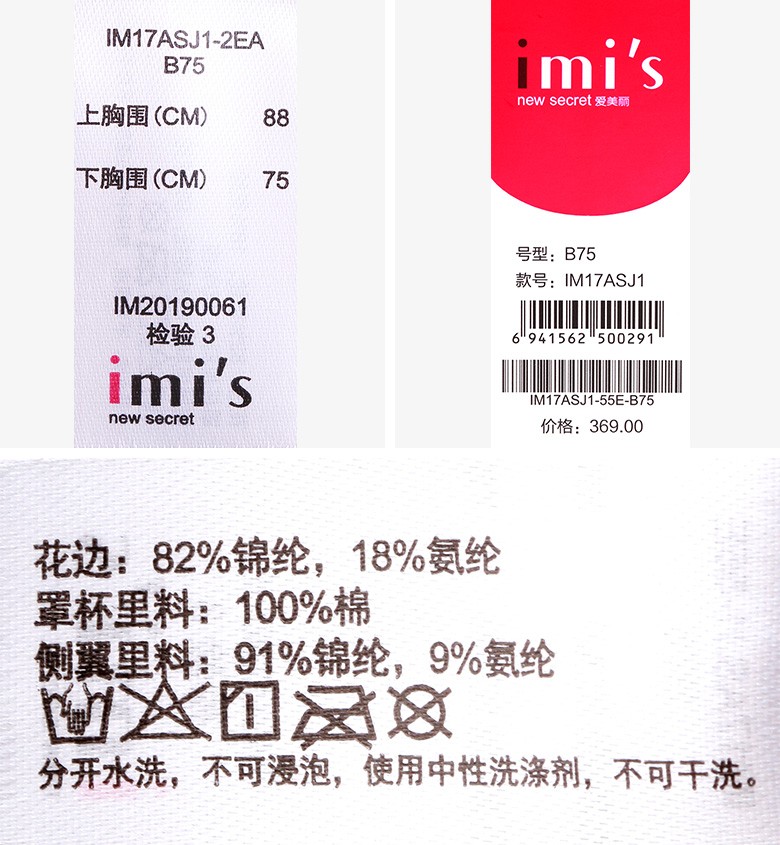 IM17ASJ1-2EA
B75
上胸围(CM) 88
下胸围(CM) 75
IM20190061
检验 3
imi's
new secret
imi's
new secret 爱美丽
号型：B75
款号：IM17ASJ1
6 941562 500291
IM17ASJ1-55E-B75
价格：369.00
花边：82%锦纶，18%氨纶
罩杯里料：100%棉
侧翼里料：91%锦纶，9%氨纶
分开水洗，不可浸泡，使用中性洗涤剂，不可干洗。